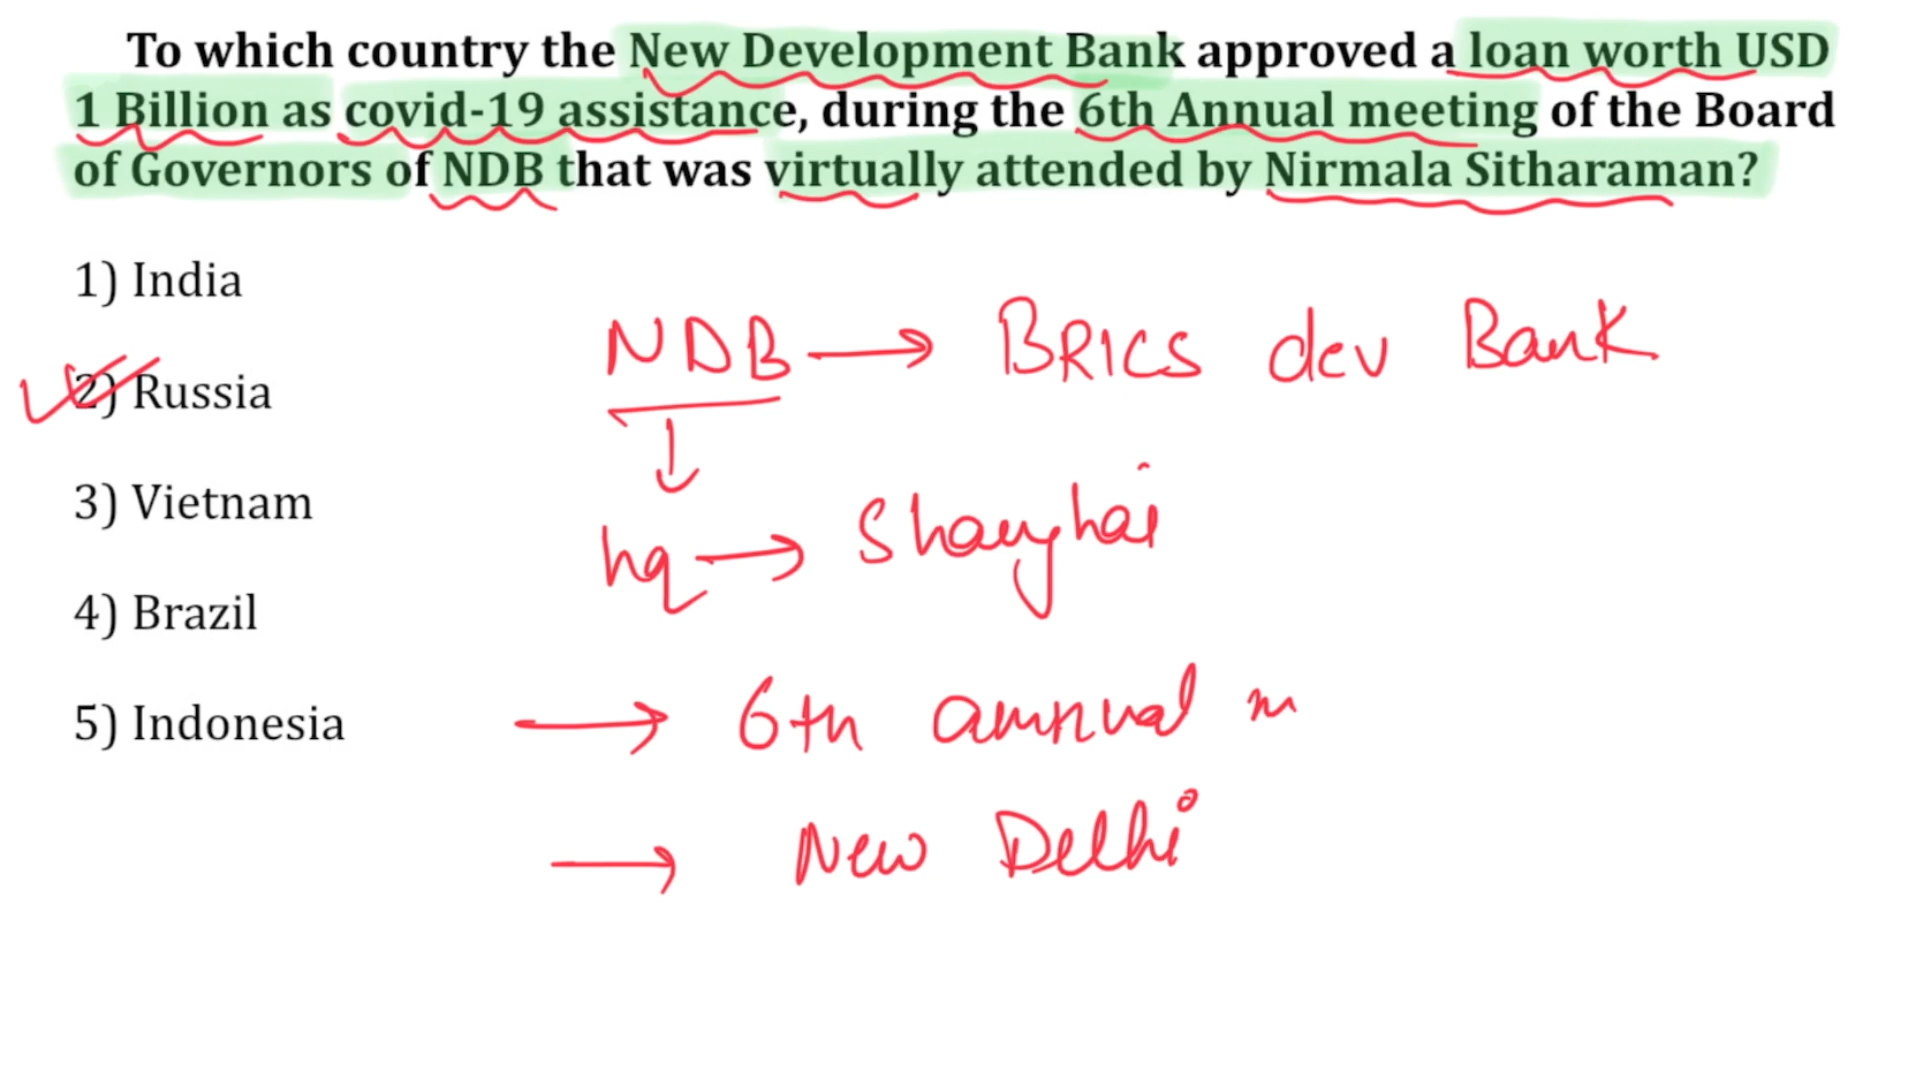 To which country the New Development Bank approved a loan worth USD
1 Billion as covid-19 assistance, during the 6th Annual meeting of the Board
of Governors of NDB that was virtually attended by Nirmala Sitharaman?
1) India
2) Russia
3) Vietnam
4) Brazil
5) Indonesia
NDB → BRICS dev Bank
↓
hq → Shanghai
→ 6th annual m
→ New Delhi